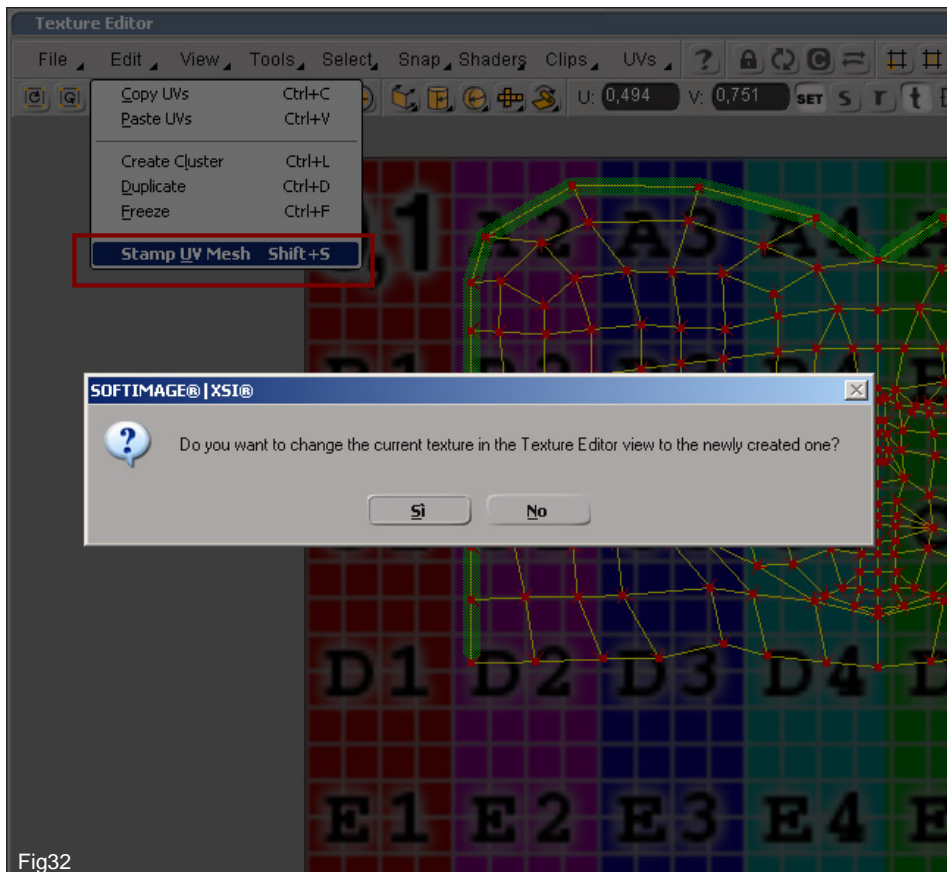 Texture Editor
File Edit View Tools Select Snap Shaders Clips UVs ?
U: 0,494 V: 0,751 SET S r t
Copy UVs Ctrl+C
Paste UVs Ctrl+V
Create Cluster Ctrl+L
Duplicate Ctrl+D
Freeze Ctrl+F
Stamp UV Mesh Shift+S
,1 A2 A3 A4
SOFTIMAGE®|XSI®
Do you want to change the current texture in the Texture Editor view to the newly created one?
Sì No
D1 D2 D3 D4
E1 E2 E3 E4
Fig32